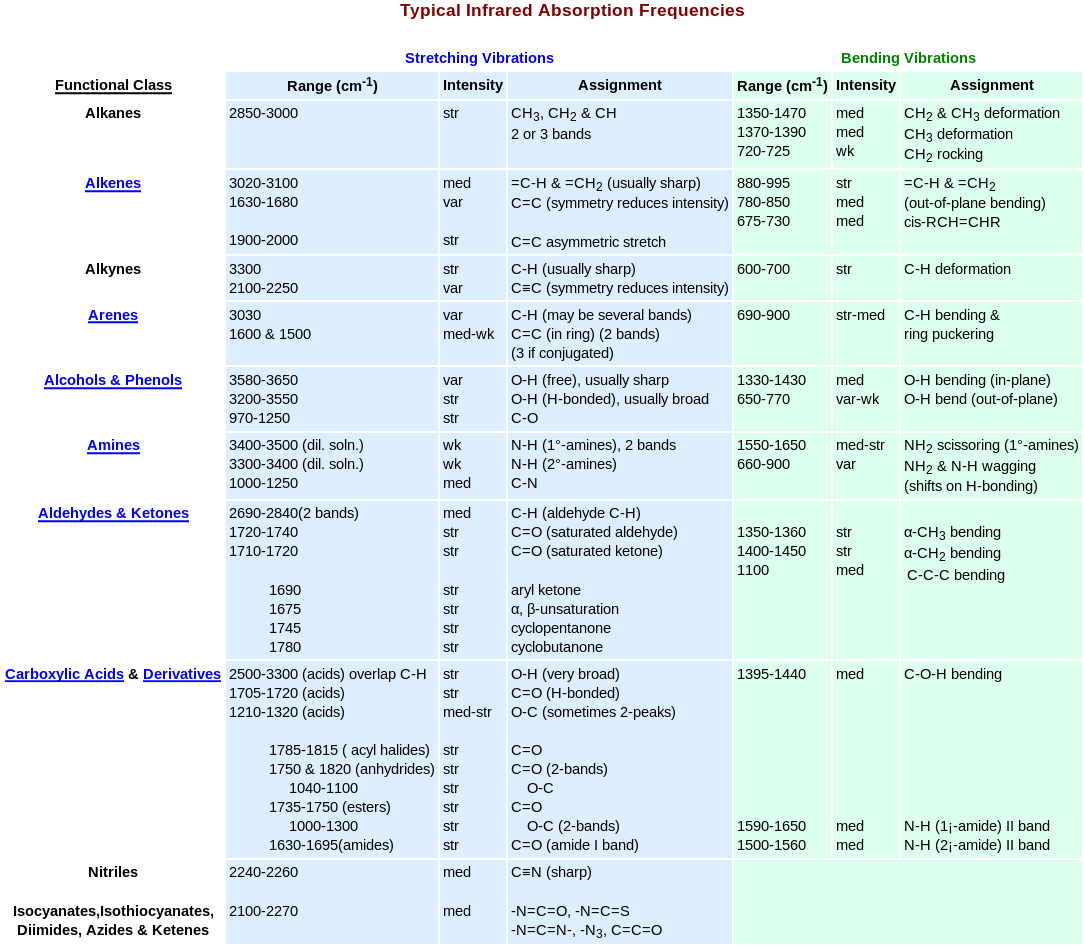 Typical Infrared Absorption Frequencies
Stretching Vibrations Bending Vibrations
Functional Class Range (cm⁻¹) Intensity Assignment Range (cm⁻¹) Intensity Assignment
Alkanes 2850-3000 str CH₃, CH₂ & CH 1350-1470 med CH₂ & CH₃ deformation
2 or 3 bands 1370-1390 med CH₃ deformation
720-725 wk CH₂ rocking
Alkenes 3020-3100 med =C-H & =CH₂ (usually sharp) 880-995 str =C-H & =CH₂
1630-1680 var C=C (symmetry reduces intensity) 780-850 med (out-of-plane bending)
675-730 med cis-RCH=CHR
1900-2000 str C=C asymmetric stretch
Alkynes 3300 str C-H (usually sharp) 600-700 str C-H deformation
2100-2250 var C≡C (symmetry reduces intensity)
Arenes 3030 var C-H (may be several bands) 690-900 str-med C-H bending &
1600 & 1500 med-wk C=C (in ring) (2 bands) ring puckering
(3 if conjugated)
Alcohols & Phenols 3580-3650 var O-H (free), usually sharp 1330-1430 med O-H bending (in-plane)
3200-3550 str O-H (H-bonded), usually broad 650-770 var-wk O-H bend (out-of-plane)
970-1250 str C-O
Amines 3400-3500 (dil. soln.) wk N-H (1°-amines), 2 bands 1550-1650 med-str NH₂ scissoring (1°-amines)
3300-3400 (dil. soln.) wk N-H (2°-amines) 660-900 var NH₂ & N-H wagging
1000-1250 med C-N (shifts on H-bonding)
Aldehydes & Ketones 2690-2840(2 bands) med C-H (aldehyde C-H)
1720-1740 str C=O (saturated aldehyde) 1350-1360 str α-CH₃ bending
1710-1720 str C=O (saturated ketone) 1400-1450 str α-CH₂ bending
1100 med C-C-C bending
1690 str aryl ketone
1675 str α, β-unsaturation
1745 str cyclopentanone
1780 str cyclobutanone
Carboxylic Acids & Derivatives 2500-3300 (acids) overlap C-H str O-H (very broad) 1395-1440 med C-O-H bending
1705-1720 (acids) str C=O (H-bonded)
1210-1320 (acids) med-str O-C (sometimes 2-peaks)
1785-1815 ( acyl halides) str C=O
1750 & 1820 (anhydrides) str C=O (2-bands)
1040-1100 str O-C
1735-1750 (esters) str C=O
1000-1300 str O-C (2-bands) 1590-1650 med N-H (1¡-amide) II band
1630-1695(amides) str C=O (amide I band) 1500-1560 med N-H (2¡-amide) II band
Nitriles 2240-2260 med C≡N (sharp)
Isocyanates,Isothiocyanates, 2100-2270 med -N=C=O, -N=C=S
Diimides, Azides & Ketenes -N=C=N-, -N₃, C=C=O